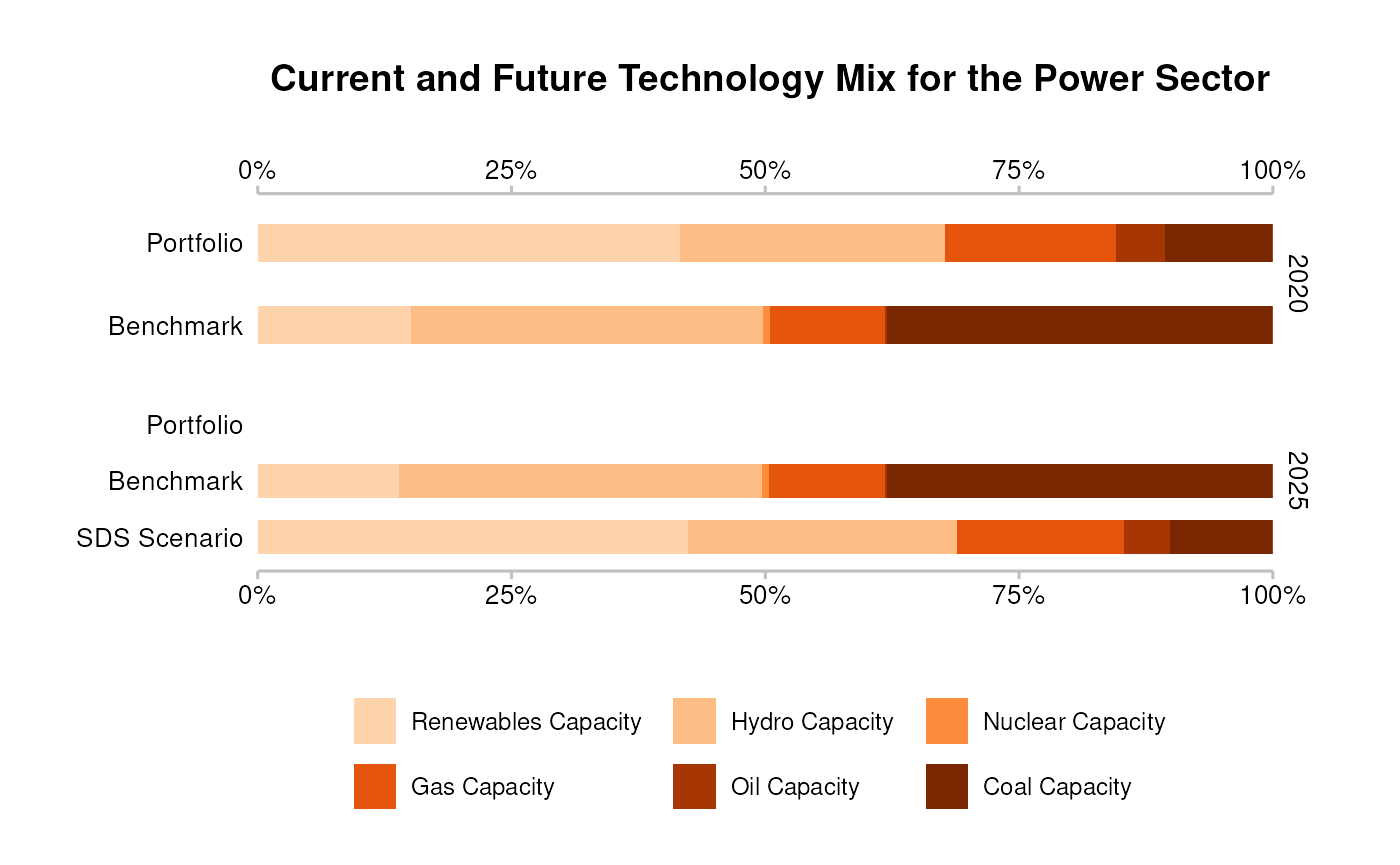 Current and Future Technology Mix for the Power Sector
0% 25% 50% 75% 100%
Portfolio
2020
Benchmark
Portfolio
Benchmark
2025
SDS Scenario
0% 25% 50% 75% 100%
Renewables Capacity Hydro Capacity Nuclear Capacity
Gas Capacity Oil Capacity Coal Capacity